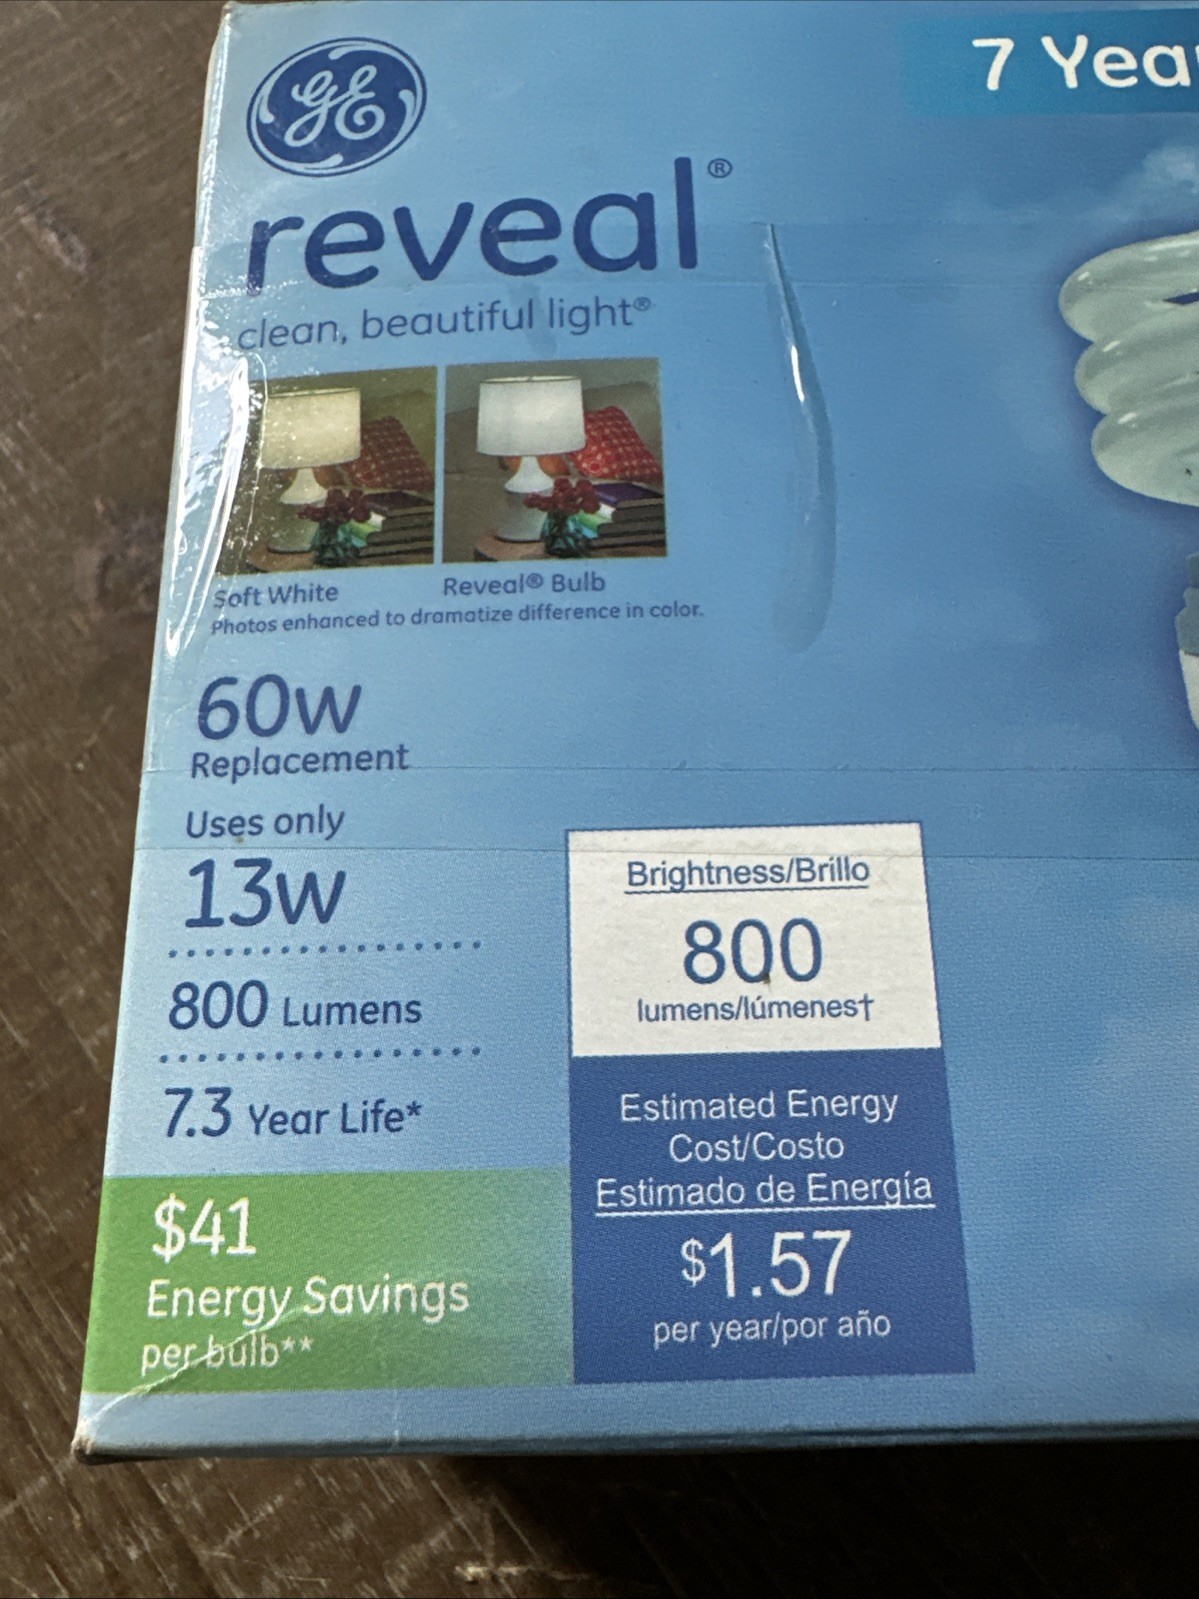 GE
7 Yea
reveal®
clean, beautiful light®
Soft White
Reveal® Bulb
Photos enhanced to dramatize difference in color.
60w
Replacement
Uses only
13w
800 Lumens
7.3 Year Life*
$41
Energy Savings
per bulb**
Brightness/Brillo
800
lumens/lúmenes†
Estimated Energy
Cost/Costo
Estimado de Energía
$1.57
per year/por año